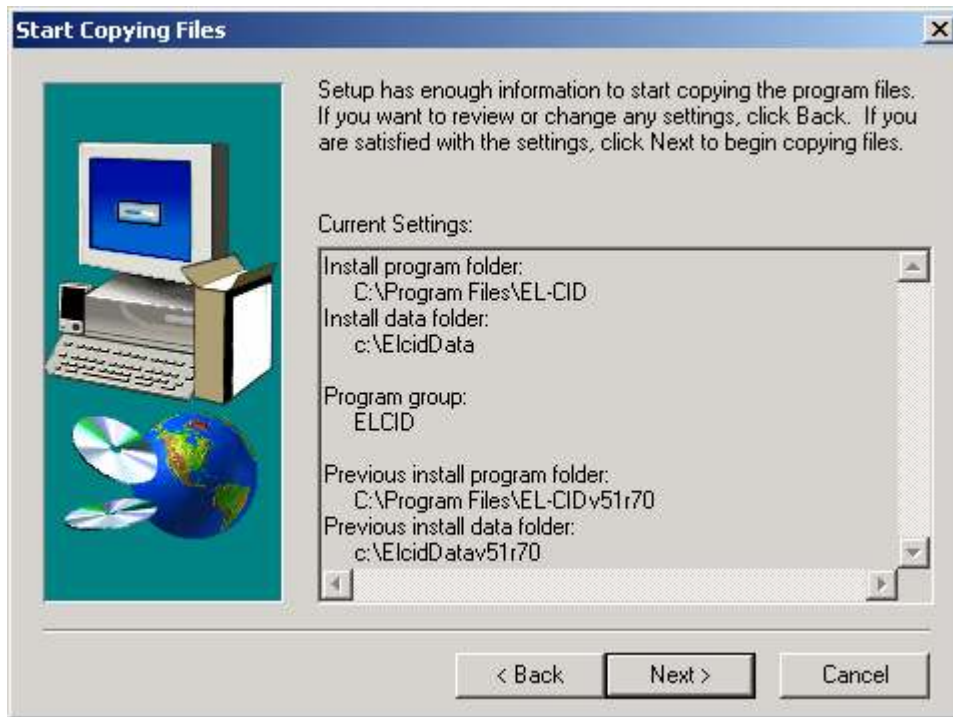 Start Copying Files
Setup has enough information to start copying the program files.
If you want to review or change any settings, click Back. If you
are satisfied with the settings, click Next to begin copying files.
Current Settings:
Install program folder:
C:\Program Files\EL-CID
Install data folder:
c:\ElcidData
Program group:
ELCID
Previous install program folder:
C:\Program Files\EL-CIDv51r70
Previous install data folder:
c:\ElcidDatav51r70
< Back
Next >
Cancel